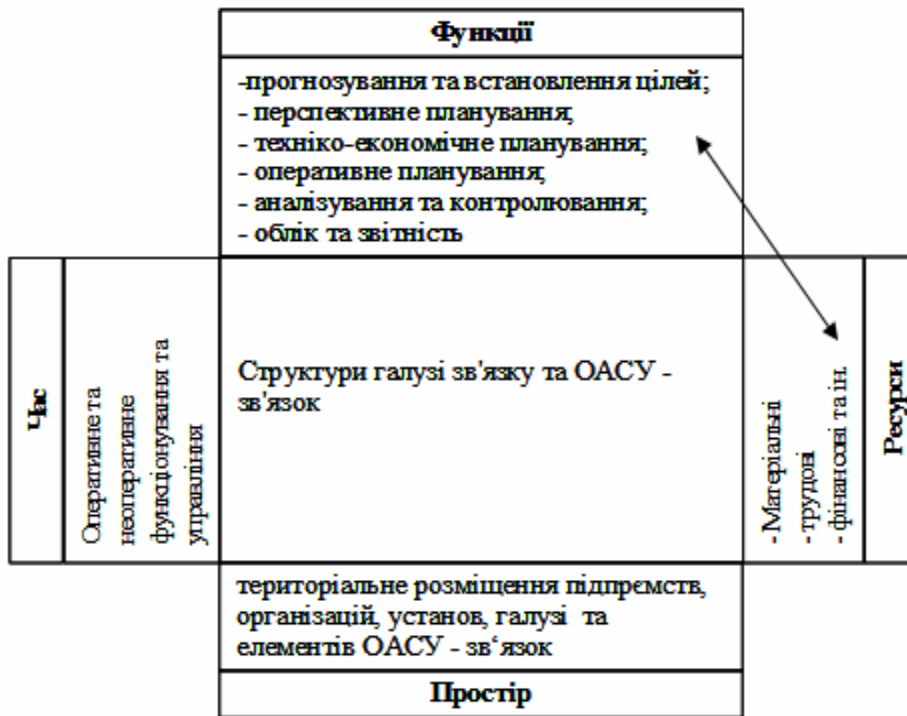 Функції
-прогнозування та встановлення цілей;
- перспективне планування;
- техніко-економічне планування;
- оперативне планування;
- аналізування та контролювання;
- облік та звітність
Час
Оперативне та
неоперативне
функціонування та
управління
Структури галузі зв'язку та ОАСУ -
зв'язок
- Матеріальні
- трудові
- фінансові та ін.
Ресурси
територіальне розміщення підпрємств,
організацій, установ, галузі та
елементів ОАСУ - зв‘язок
Простір